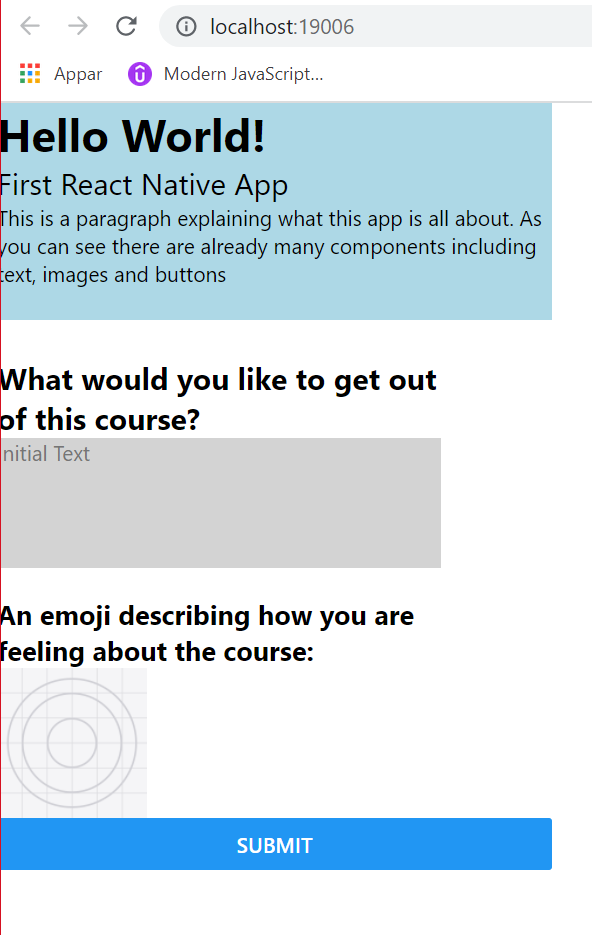 localhost:19006
Appar Modern JavaScript...
Hello World!
First React Native App
This is a paragraph explaining what this app is all about. As
you can see there are already many components including
text, images and buttons
What would you like to get out
of this course?
Initial Text
An emoji describing how you are
feeling about the course:
SUBMIT